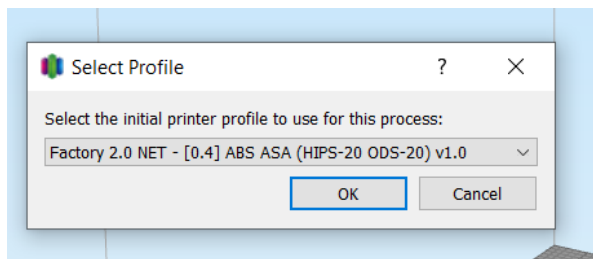 Select Profile
Select the initial printer profile to use for this process:
Factory 2.0 NET - [0.4] ABS ASA (HIPS-20 ODS-20) v1.0
OK Cancel